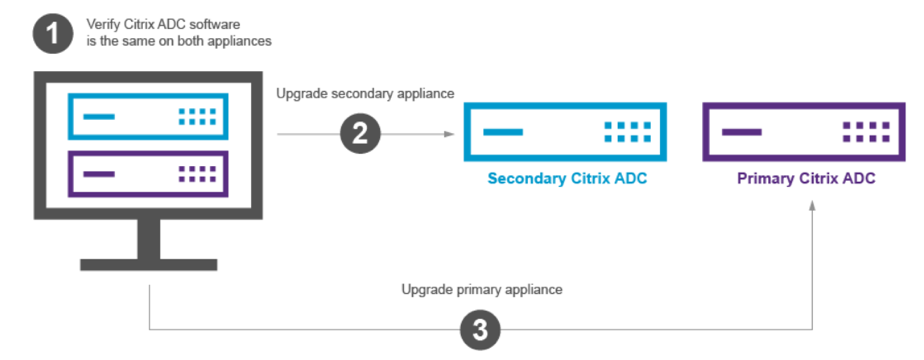 1
Verify Citrix ADC software
is the same on both appliances
Upgrade secondary appliance
2
Secondary Citrix ADC
Primary Citrix ADC
Upgrade primary appliance
3